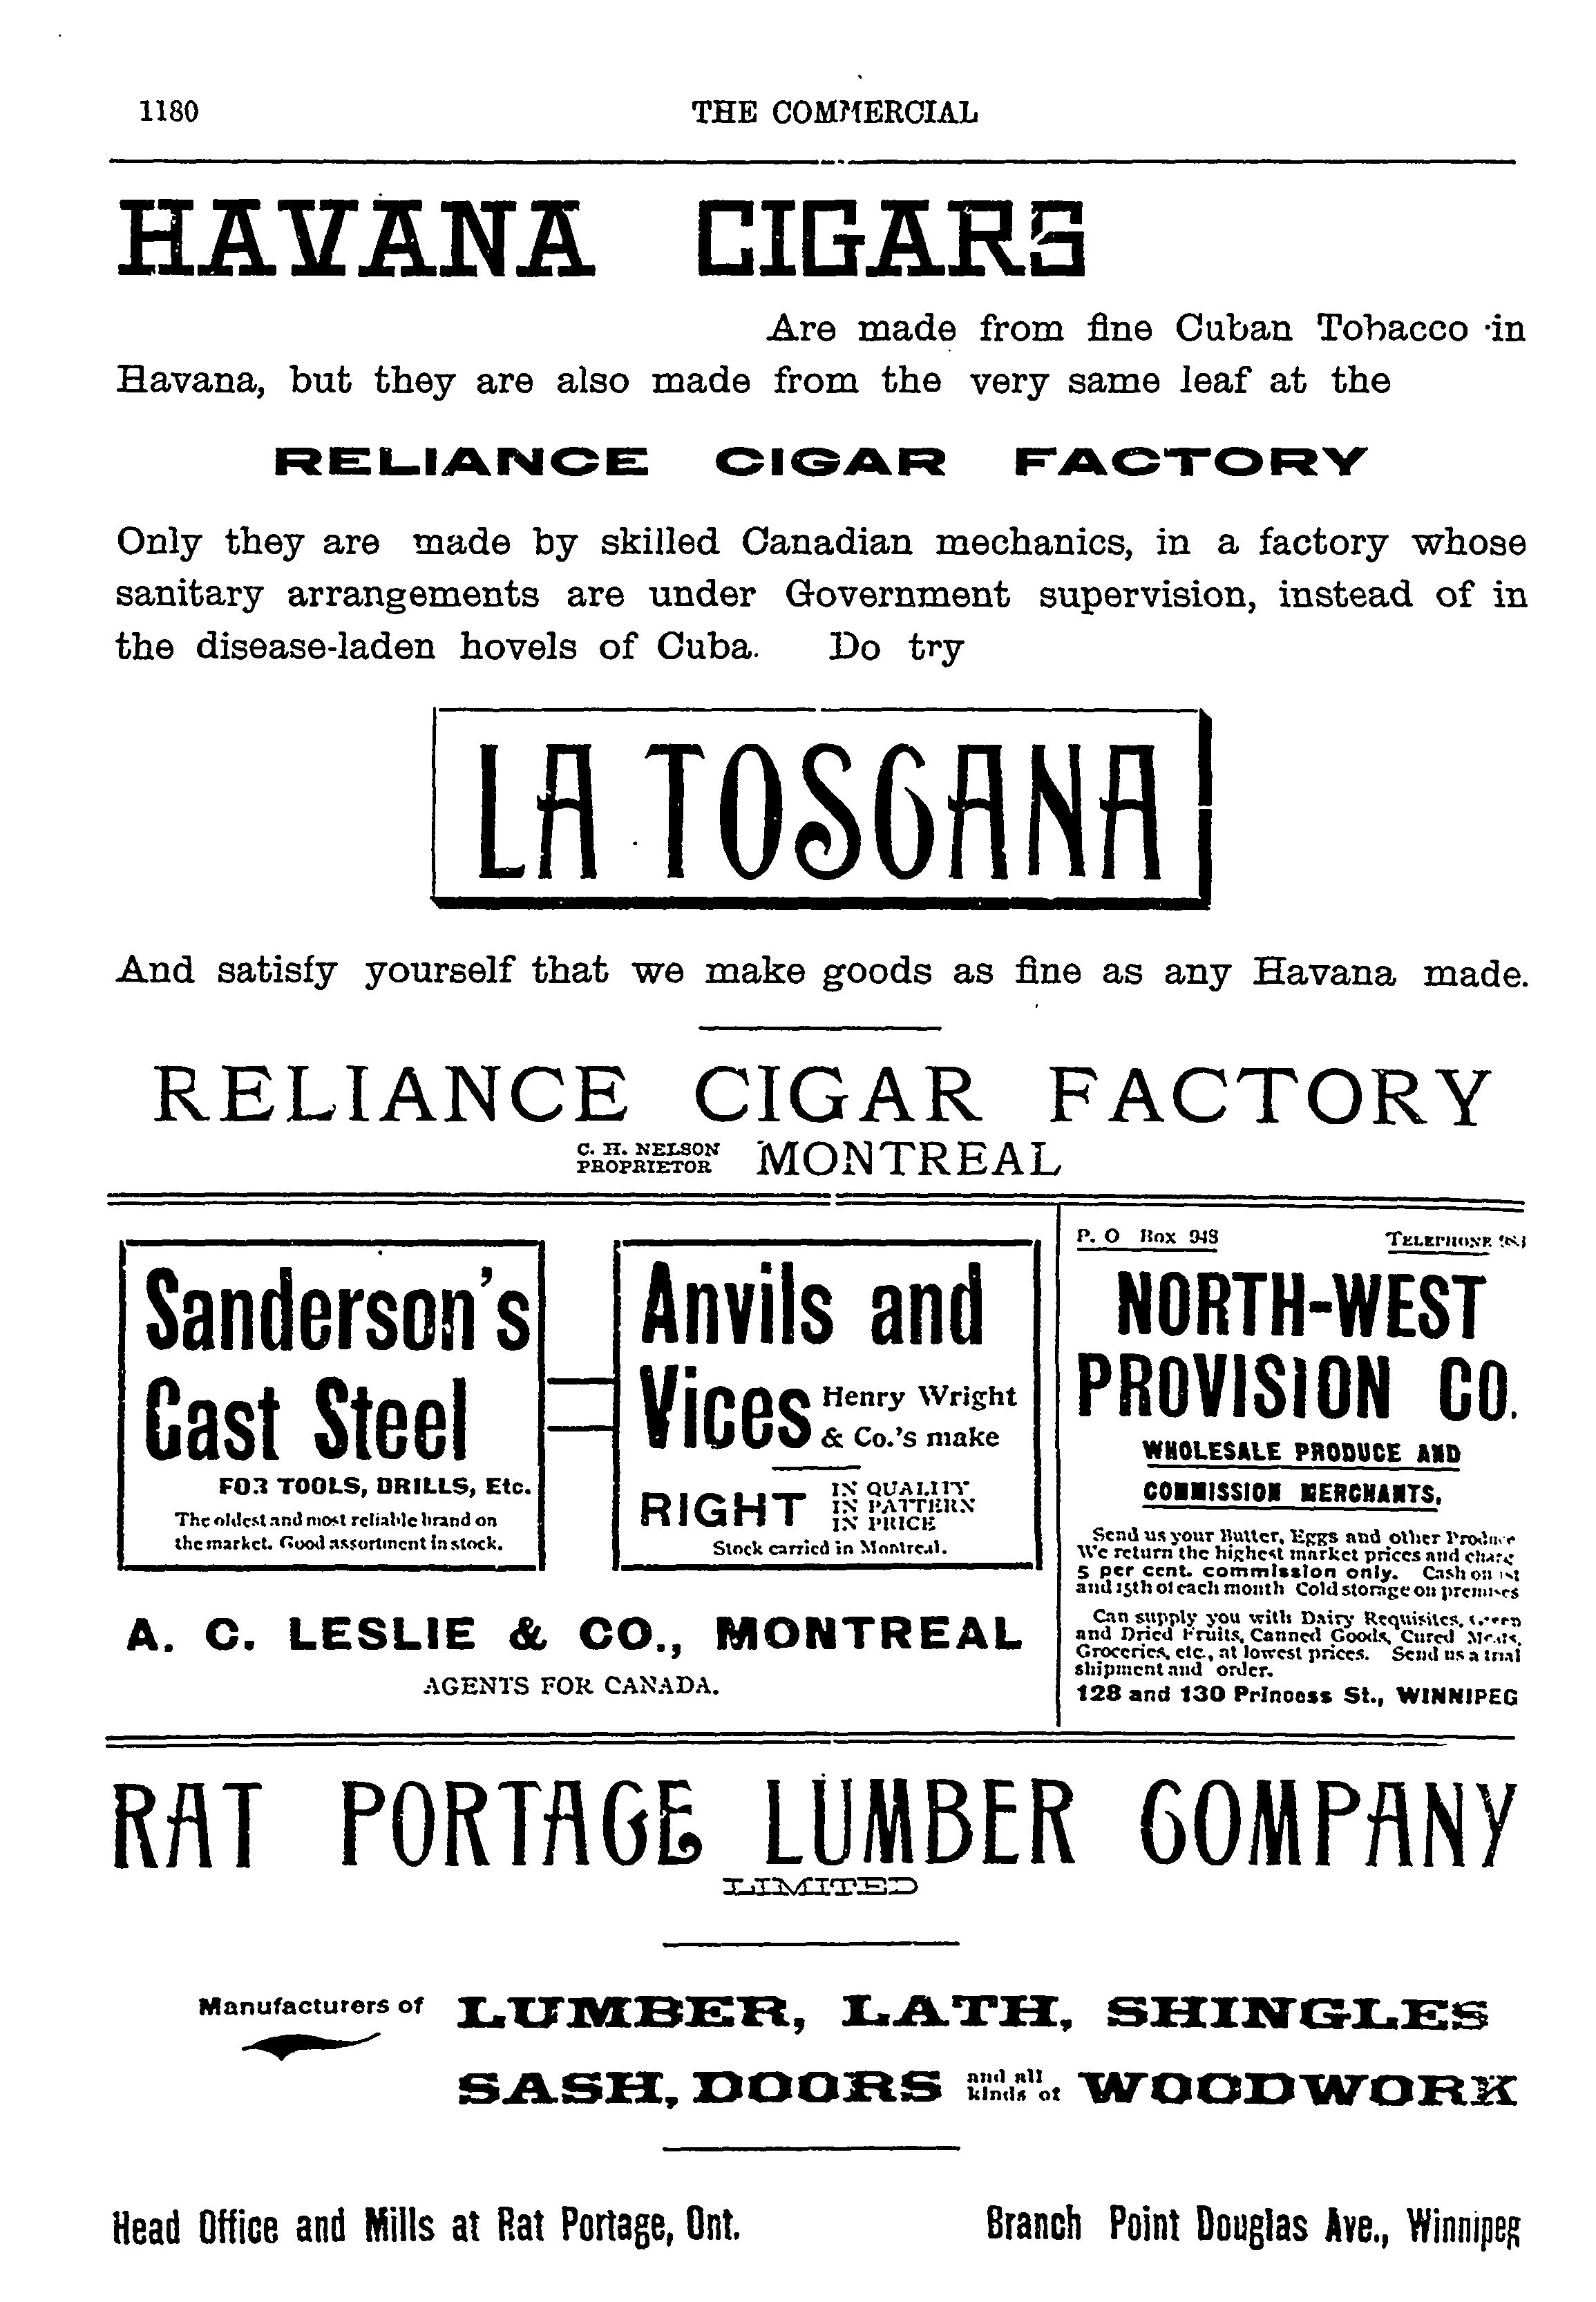 1180
THE COMMERCIAL
HAVANA CIGARS
Are made from fine Cuban Tobacco in
Havana, but they are also made from the very same leaf at the
RELIANCE CIGAR FACTORY
Only they are made by skilled Canadian mechanics, in a factory whose
sanitary arrangements are under Government supervision, instead of in
the disease-laden hovels of Cuba. Do try
LA TOSCANA
And satisfy yourself that we make goods as fine as any Havana made.
RELIANCE CIGAR FACTORY
C. H. NELSON
PROPRIETOR
MONTREAL
Sanderson's
Cast Steel
FOR TOOLS, DRILLS, Etc.
The oldest and most reliable brand on
the market. Good assortment in stock.
Anvils and
Vices
Henry Wright
& Co.'s make
RIGHT
IN QUALITY
IN PATTERN
IN PRICE
Stock carried in Montreal.
A. C. LESLIE & CO., MONTREAL
AGENTS FOR CANADA.
P. O Box 948
TELEPHONE
NORTH-WEST
PROVISION CO.
WHOLESALE PRODUCE AND
COMMISSION MERCHANTS,
Send us your Butter, Eggs and other Produce
We return the highest market prices and charg
5 per cent. commission only. Cash on 1st
and 15th of each month Cold storage on premises
Can supply you with Dairy Requisites, Green
and Dried Fruits, Canned Goods, Cured Meats,
Groceries, etc., at lowest prices. Send us a trial
shipment and order.
128 and 130 Princess St., WINNIPEG
RAT PORTAGE LUMBER COMPANY
LIMITED
Manufacturers of
LUMBER, LATH, SHINGLES
SASH, DOORS and all kinds of WOODWORK
Head Office and Mills at Rat Portage, Ont.
Branch Point Douglas Ave., Winnipeg